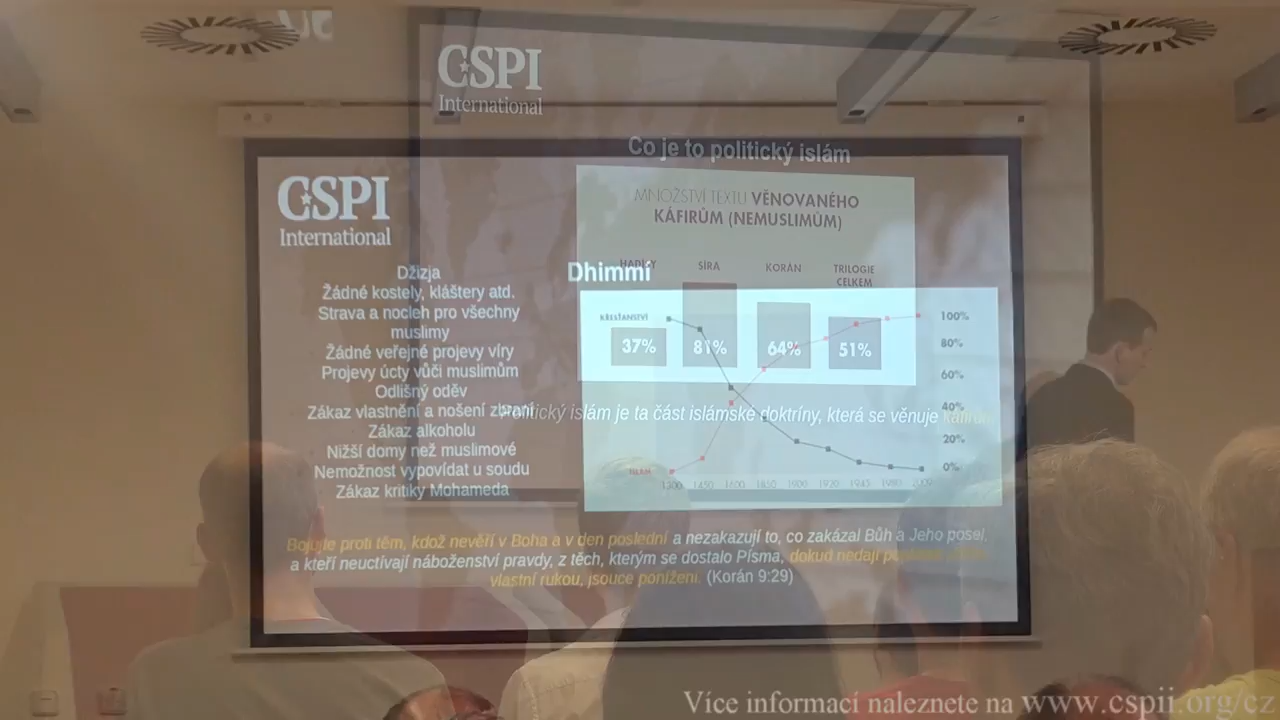 CSPI
International
Co je to politický islám
MNOŽSTVÍ TEXTU VĚNOVANÉHO
KÁFIRŮM (NEMUSLIMŮM)
HADÍSY SÍRA KORÁN TRILOGIE
CELKEM
37% 81% 64% 51%
Politický islám je ta část islámské doktríny, která se věnuje káfirům
CSPI
International
Dhimmi
Džizja
Žádné kostely, kláštery atd.
Strava a nocleh pro všechny
muslimy
Žádné veřejné projevy víry
Projevy úcty vůči muslimům
Odlišný oděv
Zákaz vlastnění a nošení zbraní
Zákaz alkoholu
Nižší domy než muslimové
Nemožnost vypovídat u soudu
Zákaz kritiky Mohameda
KŘESŤANSTVÍ
ISLÁM
100%
80%
60%
40%
20%
0%
1300 1450 1600 1850 1900 1920 1945 1980 2009
Bojujte proti těm, kdož nevěří v Boha a v den poslední a nezakazují to, co zakázal Bůh a Jeho posel,
a kteří neuctívají náboženství pravdy, z těch, kterým se dostalo Písma, dokud nedají
vlastní rukou, jsouce poníženi. (Korán 9:29)
Více informací naleznete na www.cspii.org/cz